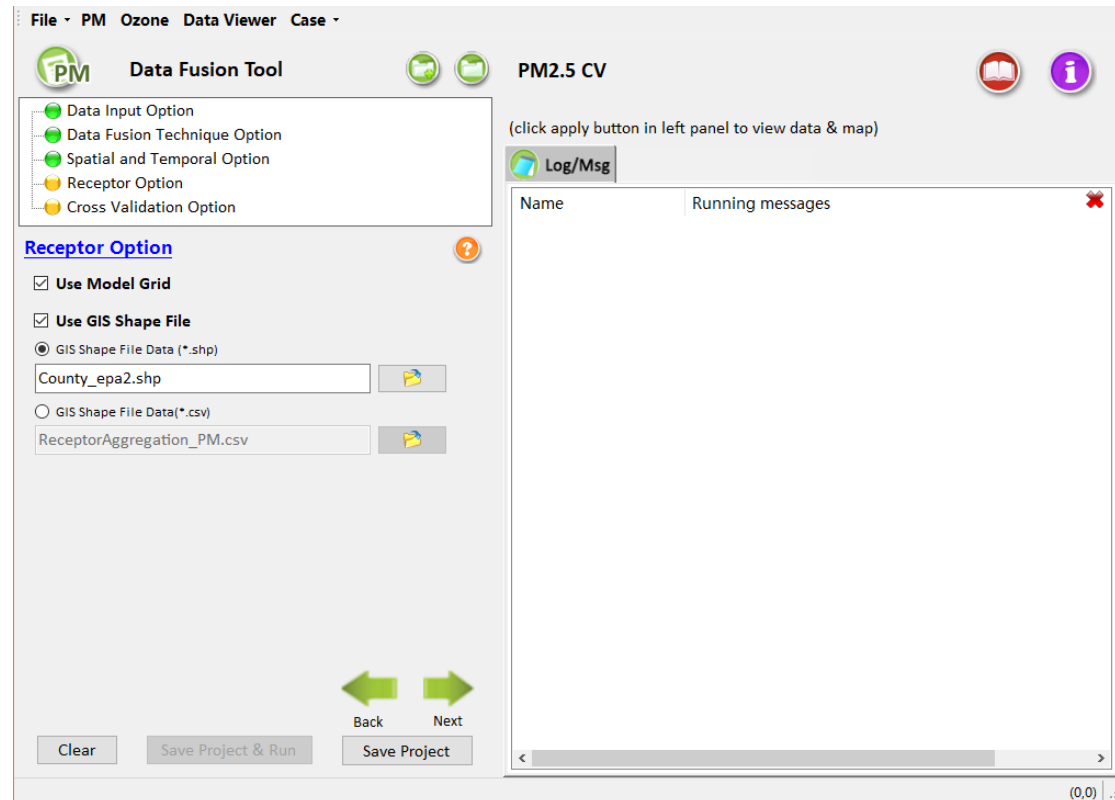 File PM Ozone Data Viewer Case
PM Data Fusion Tool
PM2.5 CV
i
Data Input Option
Data Fusion Technique Option
Spatial and Temporal Option
Receptor Option
Cross Validation Option
(click apply button in left panel to view data & map)
Log/Msg
Name Running messages
Receptor Option
?
Use Model Grid
Use GIS Shape File
GIS Shape File Data (*.shp)
County_epa2.shp
GIS Shape File Data(*.csv)
ReceptorAggregation_PM.csv
Back Next
Clear Save Project & Run Save Project
(0,0)